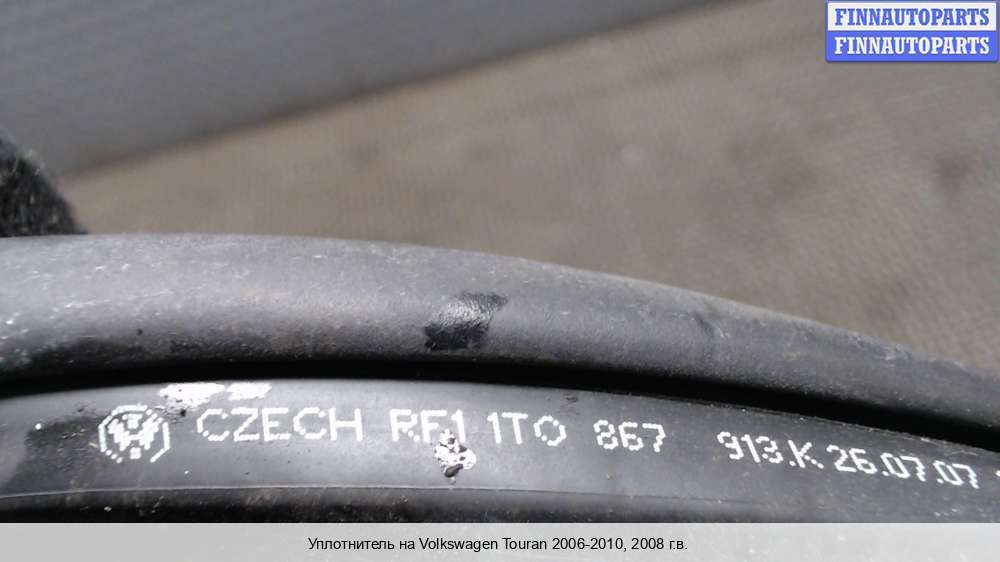 FINNAUTOPARTS
FINNAUTOPARTS
CZECH RF1 1TO 867 913.K 26.07.07
Уплотнитель на Volkswagen Touran 2006-2010, 2008 г.в.